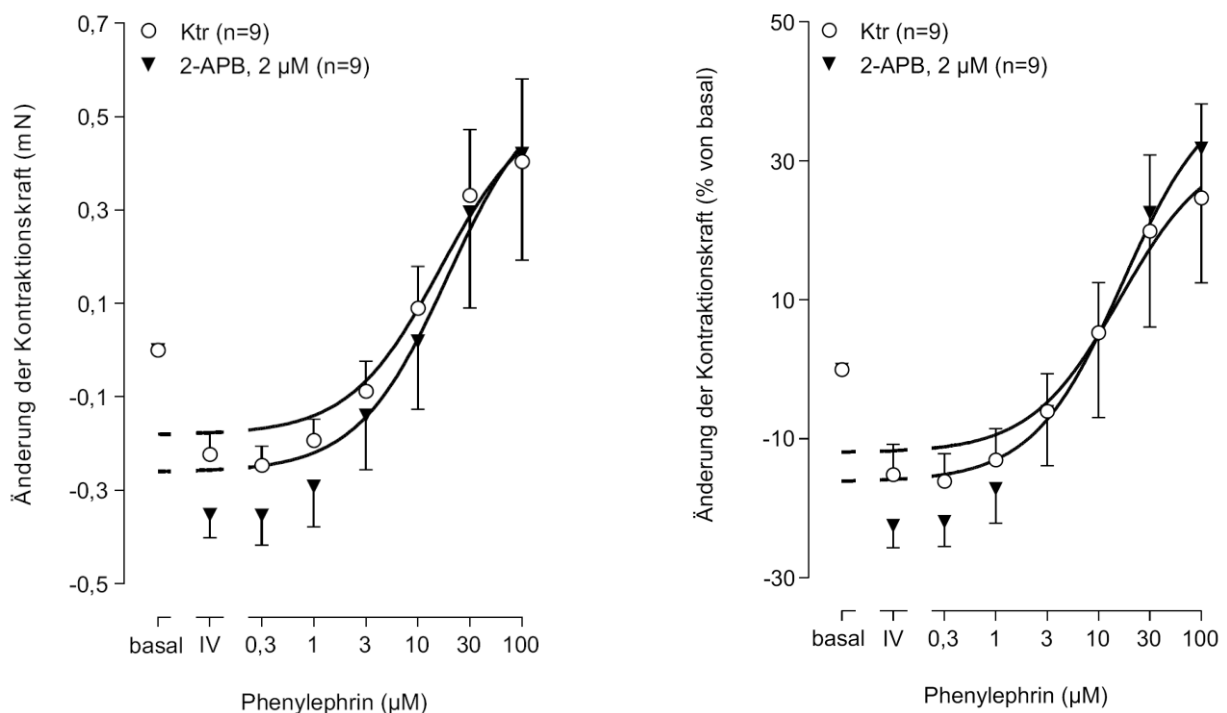 Änderung der Kontraktionskraft (mN)
0,7
0,5
0,3
0,1
-0,1
-0,3
-0,5
Ktr (n=9)
2-APB, 2 µM (n=9)
basal IV 0,3 1 3 10 30 100
Phenylephrin (µM)
Änderung der Kontraktionskraft (% von basal)
50
30
10
-10
-30
Ktr (n=9)
2-APB, 2 µM (n=9)
basal IV 0,3 1 3 10 30 100
Phenylephrin (µM)